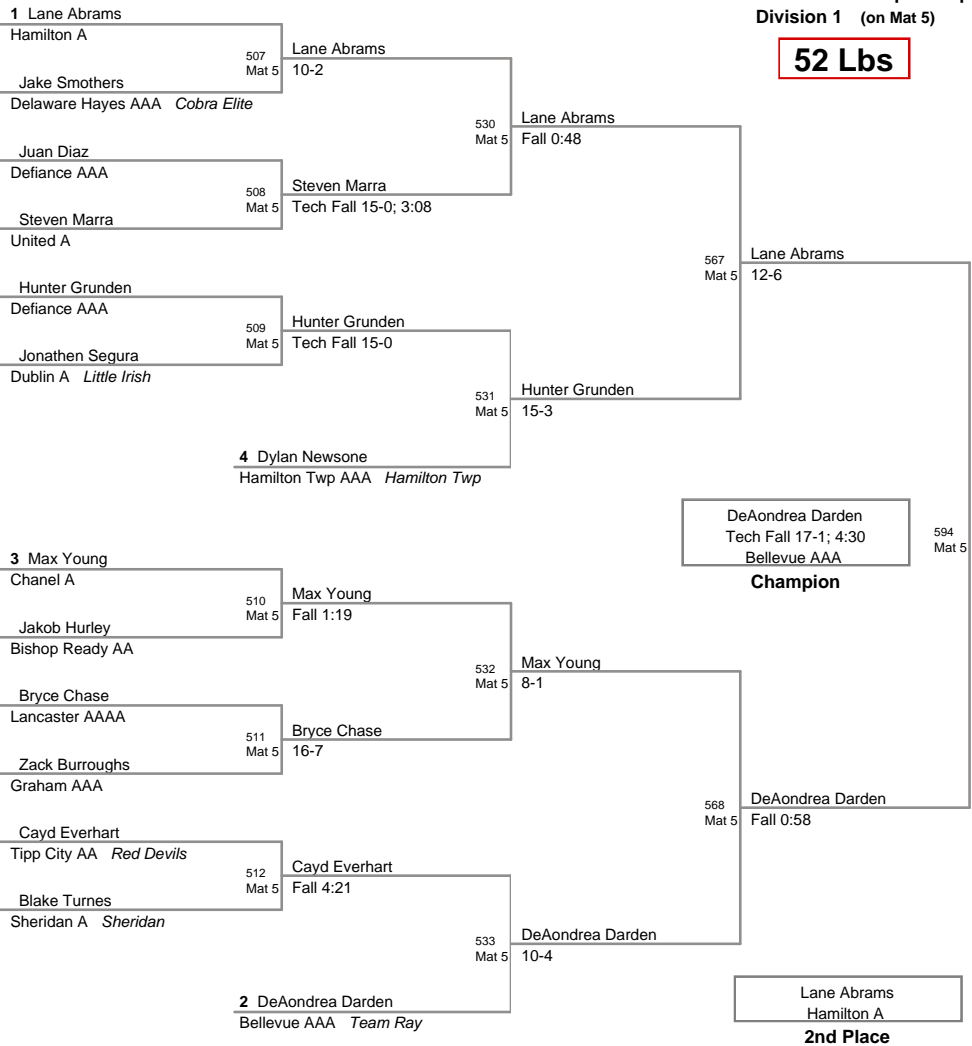 Division 1 (on Mat 5)
52 Lbs
1 Lane Abrams
Hamilton A
507
Mat 5
Lane Abrams
10-2
Jake Smothers
Delaware Hayes AAA Cobra Elite
530
Mat 5
Lane Abrams
Fall 0:48
Juan Diaz
Defiance AAA
508
Mat 5
Steven Marra
Tech Fall 15-0; 3:08
Steven Marra
United A
567
Mat 5
Lane Abrams
12-6
Hunter Grunden
Defiance AAA
509
Mat 5
Hunter Grunden
Tech Fall 15-0
Jonathen Segura
Dublin A Little Irish
531
Mat 5
Hunter Grunden
15-3
4 Dylan Newsone
Hamilton Twp AAA Hamilton Twp
DeAondrea Darden
Tech Fall 17-1; 4:30
Bellevue AAA
Champion
594
Mat 5
3 Max Young
Chanel A
510
Mat 5
Max Young
Fall 1:19
Jakob Hurley
Bishop Ready AA
532
Mat 5
Max Young
8-1
Bryce Chase
Lancaster AAAA
511
Mat 5
Bryce Chase
16-7
Zack Burroughs
Graham AAA
568
Mat 5
DeAondrea Darden
Fall 0:58
Cayd Everhart
Tipp City AA Red Devils
512
Mat 5
Cayd Everhart
Fall 4:21
Blake Turnes
Sheridan A Sheridan
533
Mat 5
DeAondrea Darden
10-4
2 DeAondrea Darden
Bellevue AAA Team Ray
Lane Abrams
Hamilton A
2nd Place